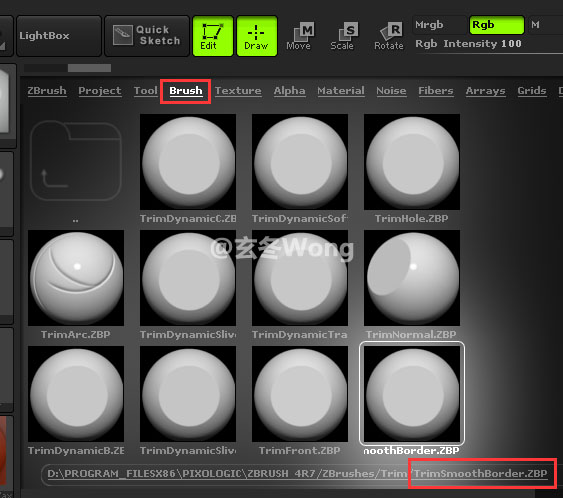 LightBox
Quick Sketch
Edit
Draw
Move
Scale
Rotate
Mrgb Rgb M
Rgb Intensity 100
ZBrush Project Tool Brush Texture Alpha Material Noise Fibers Arrays Grids
.. TrimDynamicC.ZB TrimDynamicSof TrimHole.ZBP
@玄冬Wong
TrimArc.ZBP TrimDynamicSlive TrimDynamicTra TrimNormal.ZBP
TrimDynamicB.ZB TrimDynamicSlive TrimFront.ZBP noothBorder.ZBP
D:\PROGRAM_FILESX86\PIXOLOGIC\ZBRUSH 4R7/ZBrushes/Trim/TrimSmoothBorder.ZBP